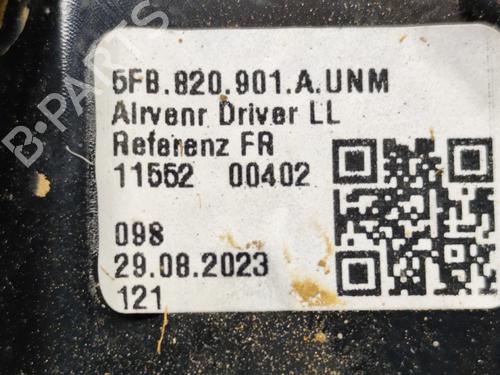 5FB.820.901.A.UNM
Airvenr Driver LL
Referenz FR
11552 00402
098
29.08.2023
121
B-PARTS